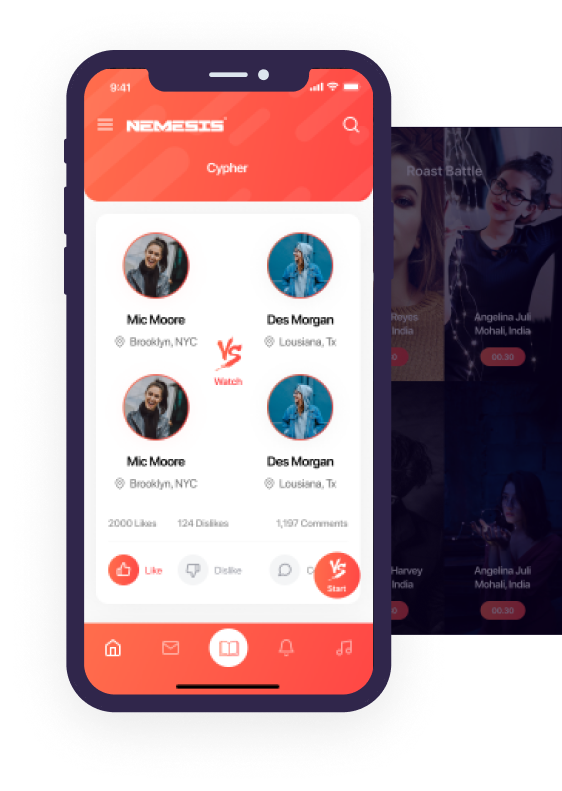 9:41
NEMESIS
Cypher
Mic Moore
Des Morgan
Brooklyn, NYC
Lousiana, Tx
VS
Watch
Mic Moore
Des Morgan
Brooklyn, NYC
Lousiana, Tx
2000 Likes 124 Dislikes 1,197 Comments
Like Dislike C
VS
Start
Roast Battle
Reyes
India
0
Angelina Juli
Mohali, India
00.30
Harvey
India
0
Angelina Juli
Mohali, India
00.30